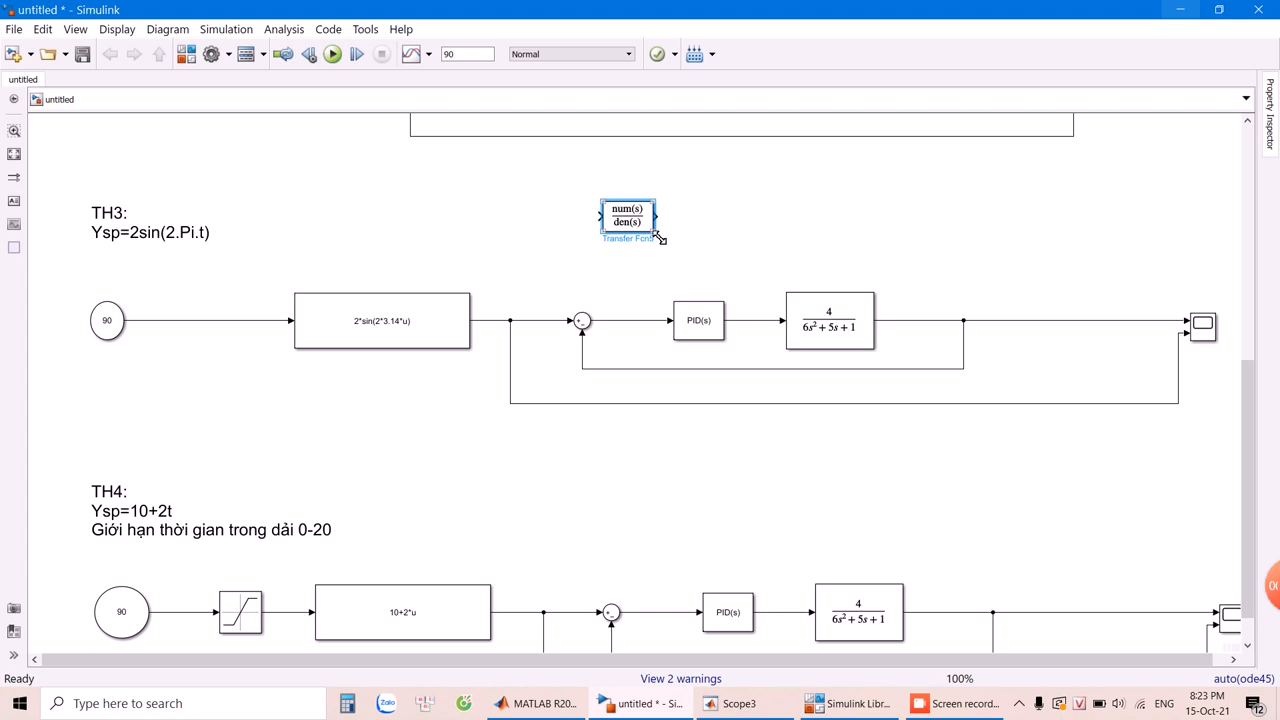 untitled * - Simulink
File Edit View Display Diagram Simulation Analysis Code Tools Help
90 Normal
untitled
untitled
Property Inspector
num(s)
den(s)
TH3:
Ysp=2sin(2.Pi.t)
90
2*sin(2*3.14*u)
+
-
PID(s)
4
6s² + 5s + 1
TH4:
Ysp=10+2t
Giới hạn thời gian trong dải 0-20
90
10+2*u
+
-
PID(s)
4
6s² + 5s + 1
Ready View 2 warnings 100% auto(ode45)
Type here to search
MATLAB R20...
untitled * - Si...
Scope3
Simulink Libr...
Screen record...
ENG
8:23 PM
15-Oct-21
12